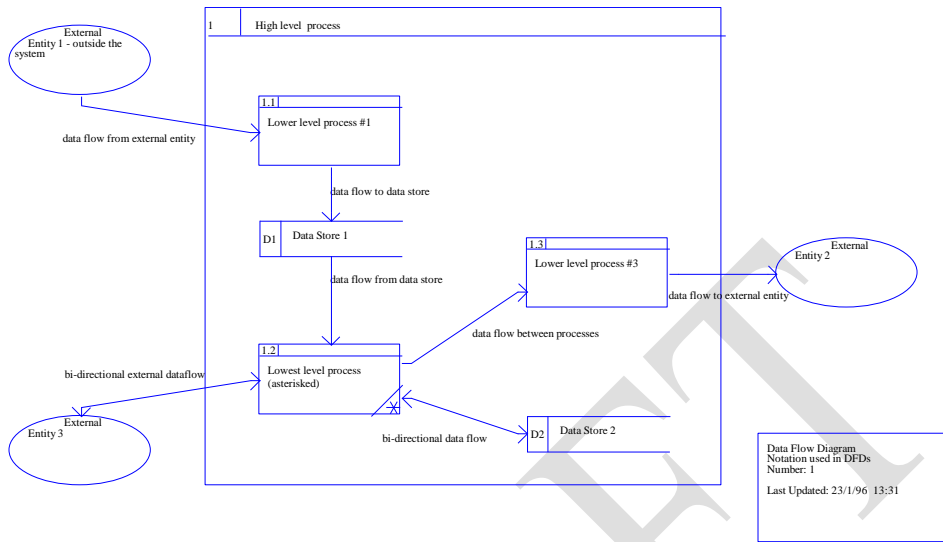 External
Entity 1 - outside the
system
1
High level process
1.1
Lower level process #1
data flow from external entity
data flow to data store
D1
Data Store 1
1.3
Lower level process #3
External
Entity 2
data flow from data store
data flow to external entity
data flow between processes
1.2
Lowest level process
(asterisked)
bi-directional external dataflow
External
Entity 3
bi-directional data flow
D2
Data Store 2
Data Flow Diagram
Notation used in DFDs
Number: 1
Last Updated: 23/1/96 13:31
FT